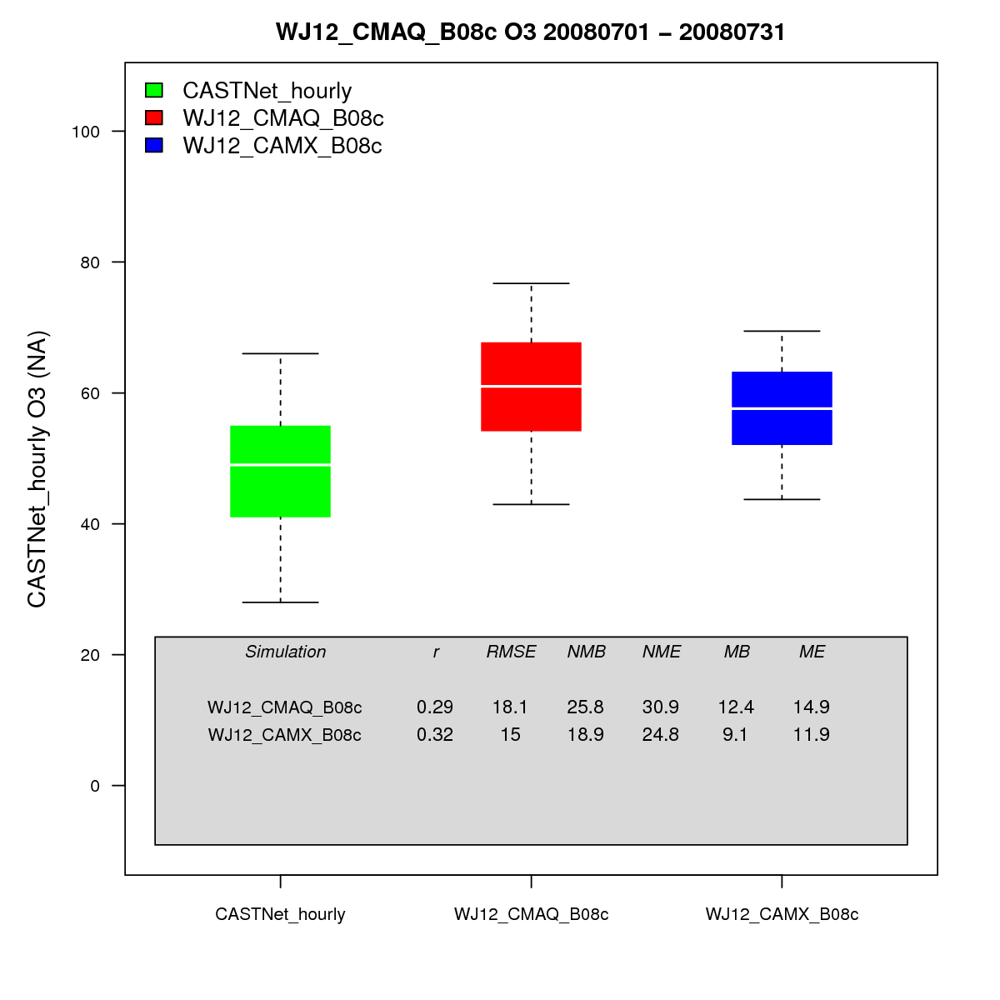 WJ12_CMAQ_B08c O3 20080701 − 20080731
CASTNet_hourly
WJ12_CMAQ_B08c
WJ12_CAMX_B08c
100
80
60
40
20
0
CASTNet_hourly O3 (NA)
Simulation r RMSE NMB NME MB ME
WJ12_CMAQ_B08c 0.29 18.1 25.8 30.9 12.4 14.9
WJ12_CAMX_B08c 0.32 15 18.9 24.8 9.1 11.9
CASTNet_hourly WJ12_CMAQ_B08c WJ12_CAMX_B08c